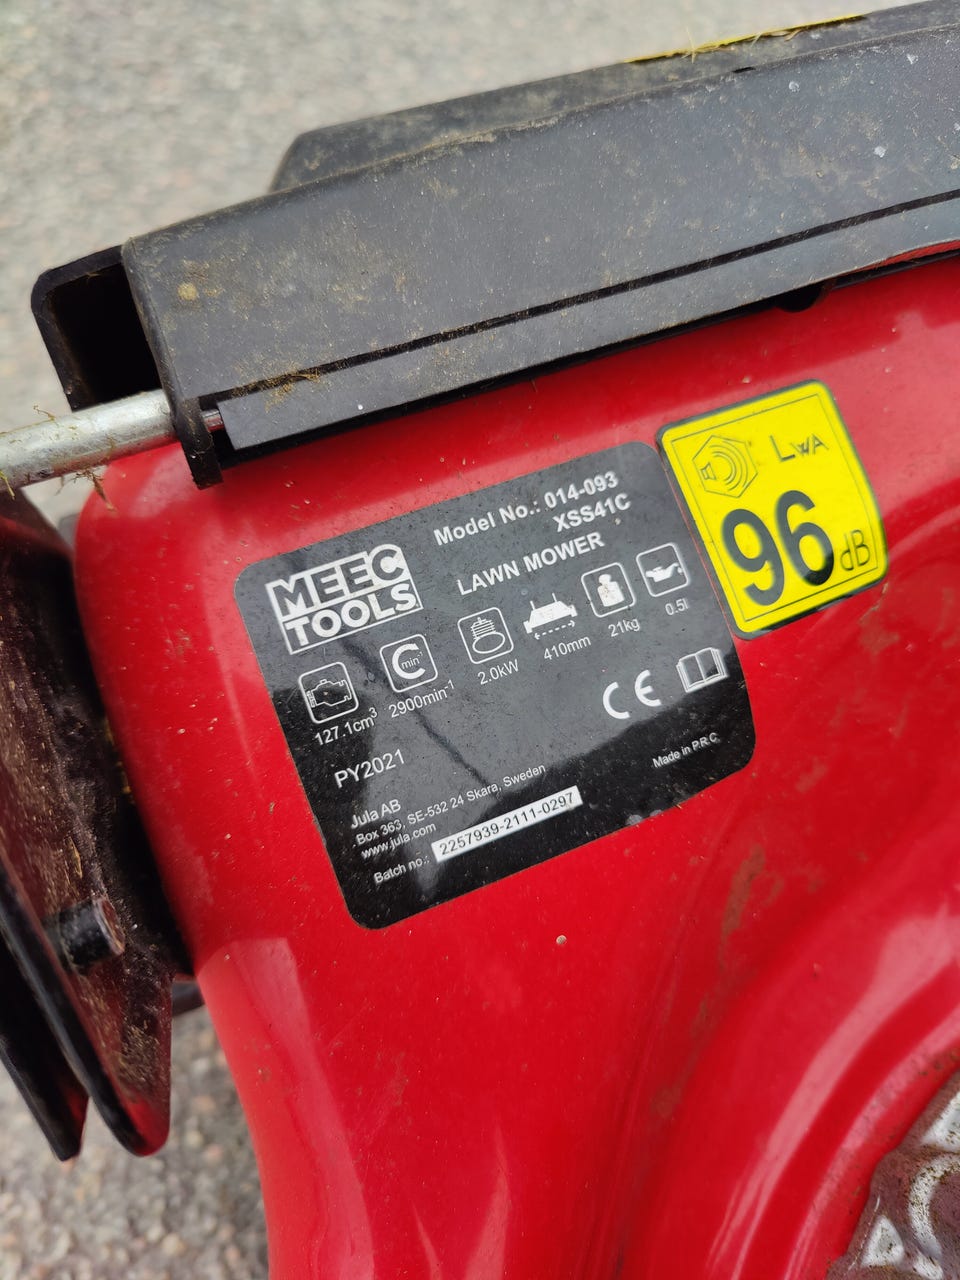 MEEC
TOOLS
Model No.: 014-093
XSS41C
LAWN MOWER
min⁻¹
127.1cm³ 2900min⁻¹ 2.0kW 410mm 21kg 0.5l
CE
PY2021
Jula AB
Box 363, SE-532 24 Skara, Sweden
www.jula.com
Made in P.R.C.
Batch no.: 2257939-2111-0297
LWA
96 dB